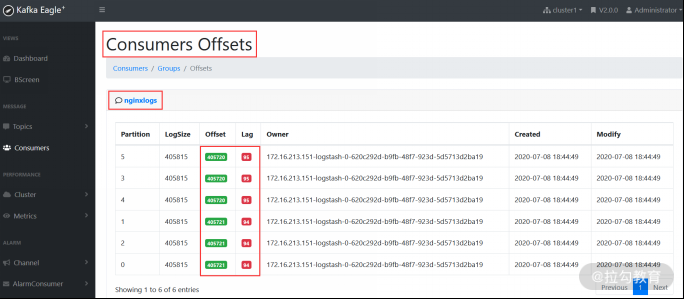 Kafka Eagle+
cluster1
V2.0.0
Administrator
VIEWS
Dashboard
BScreen
MESSAGE
Topics
Consumers
PERFORMANCE
Cluster
Metrics
ALARM
Channel
AlarmConsumer
Consumers Offsets
Consumers / Groups / Offsets
nginxlogs
Partition LogSize Offset Lag Owner Created Modify
5 405815 405720 95 172.16.213.151-logstash-0-620c292d-b9fb-48f7-923d-5d5713d2ba19 2020-07-08 18:44:49 2020-07-08 18:44:49
3 405815 405720 95 172.16.213.151-logstash-0-620c292d-b9fb-48f7-923d-5d5713d2ba19 2020-07-08 18:44:49 2020-07-08 18:44:49
4 405815 405720 95 172.16.213.151-logstash-0-620c292d-b9fb-48f7-923d-5d5713d2ba19 2020-07-08 18:44:49 2020-07-08 18:44:49
1 405815 405721 94 172.16.213.151-logstash-0-620c292d-b9fb-48f7-923d-5d5713d2ba19 2020-07-08 18:44:49 2020-07-08 18:44:49
2 405815 405721 94 172.16.213.151-logstash-0-620c292d-b9fb-48f7-923d-5d5713d2ba19 2020-07-08 18:44:49 2020-07-08 18:44:49
0 405815 405721 94 172.16.213.151-logstash-0-620c292d-b9fb-48f7-923d-5d5713d2ba19 2020-07-08 18:44:49 2020-07-08 18:44:49
Showing 1 to 6 of 6 entries
Previous 1 Next
@拉勾教育